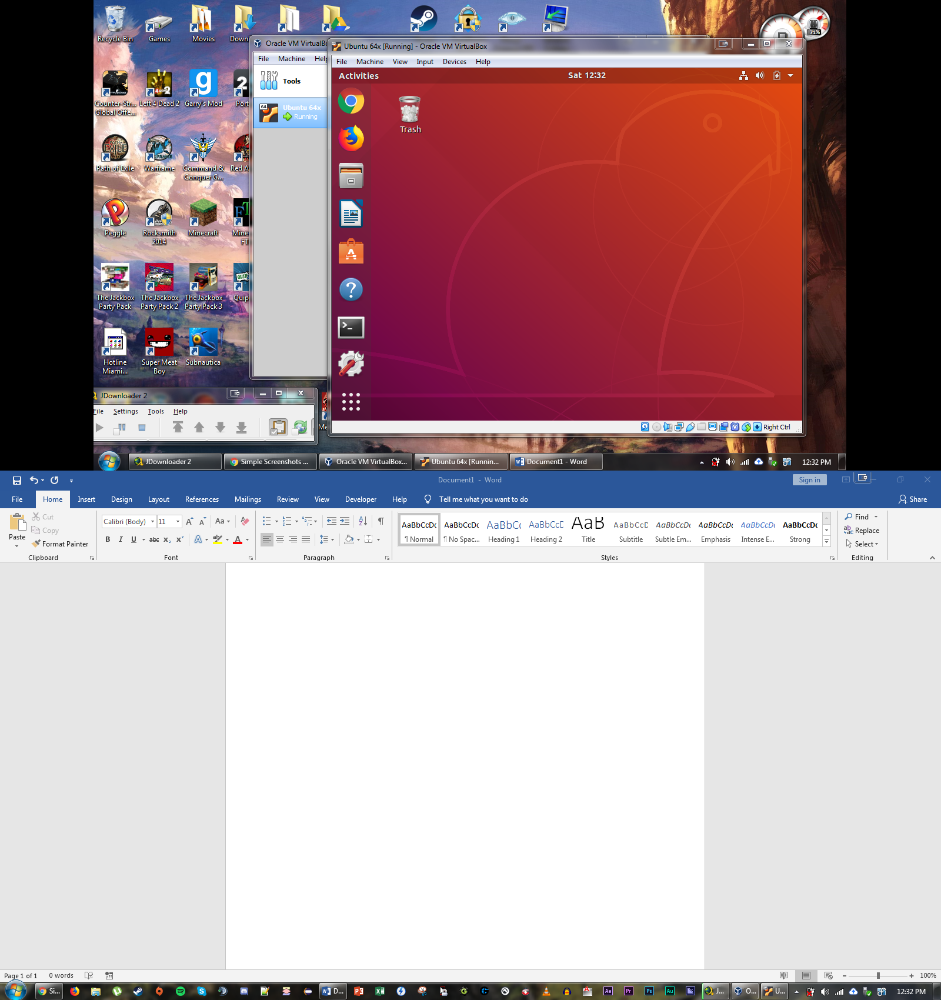 Recycle Bin
Games
Movies
Down
71%
Oracle VM VirtualBo
File Machine Help
Tools
64
Ubuntu 64x
Running
Ubuntu 64x [Running] - Oracle VM VirtualBox
File Machine View Input Devices Help
Activities
Sat 12:32
Trash
Right Ctrl
Counter-Str...
Global Offe...
Left 4 Dead 2
Garry's Mod
Port
Path of Exile
Warframe
Command &
Conquer G...
Red A
Peggle
Rocksmith
2014
Minecraft
Mine
FT
The Jackbox
Party Pack
The Jackbox
Party Pack 2
The Jackbox
Party Pack 3
Quip
Hotline
Miami...
Super Meat
Boy
Subnautica
JDownloader 2
File Settings Tools Help
Me
JDownloader 2
Simple Screenshots ...
Oracle VM VirtualBox...
Ubuntu 64x [Runnin...
Document1 - Word
12:32 PM
Document1 - Word
Sign in
File Home Insert Design Layout References Mailings Review View Developer Help Tell me what you want to do
Share
Paste
Cut
Copy
Format Painter
Clipboard
Calibri (Body) 11
Font
Paragraph
AaBbCcDc AaBbCcDc AaBbCc AaBbCcD AaB AaBbCcD AaBbCcDc AaBbCcDc AaBbCcDc AaBbCcDc
¶ Normal ¶ No Spac... Heading 1 Heading 2 Title Subtitle Subtle Em... Emphasis Intense E... Strong
Styles
Find
Replace
Select
Editing
Page 1 of 1 0 words
100%
Si...
D...
J...
O...
U...
12:32 PM